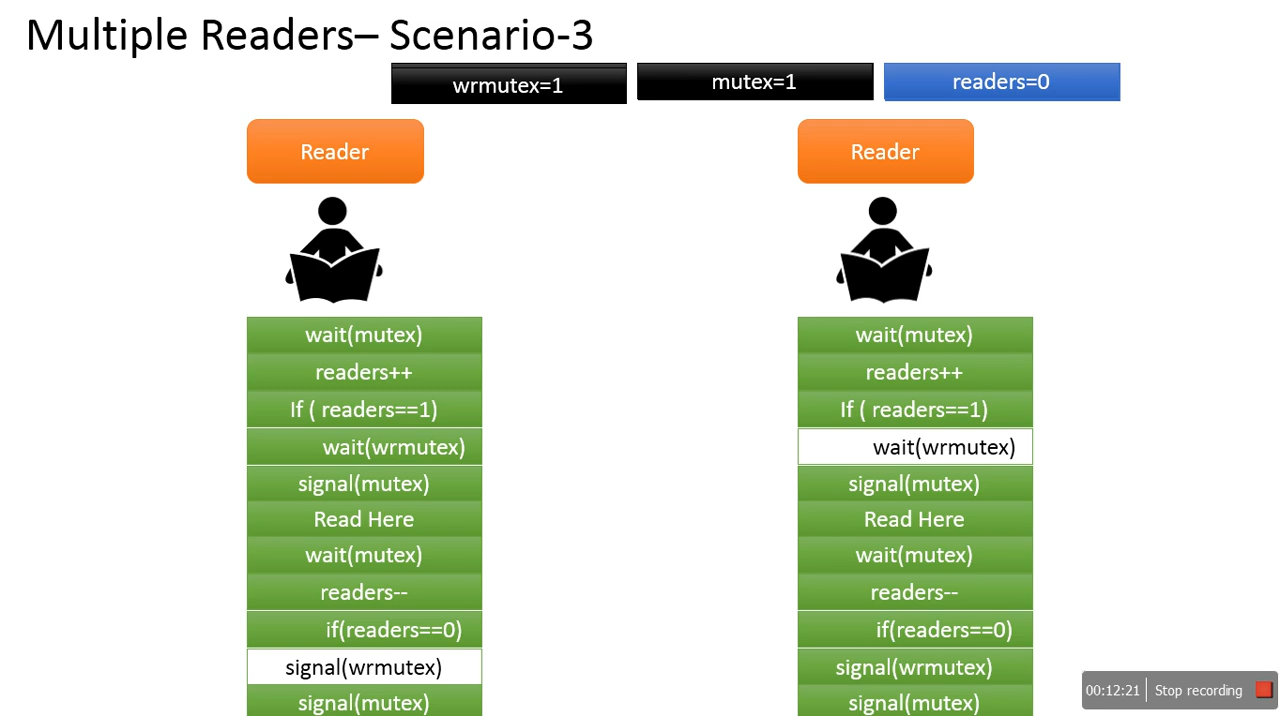 Multiple Readers– Scenario-3
wrmutex=1
mutex=1
readers=0
Reader
wait(mutex)
readers++
If ( readers==1)
wait(wrmutex)
signal(mutex)
Read Here
wait(mutex)
readers--
if(readers==0)
signal(wrmutex)
signal(mutex)
Reader
wait(mutex)
readers++
If ( readers==1)
wait(wrmutex)
signal(mutex)
Read Here
wait(mutex)
readers--
if(readers==0)
signal(wrmutex)
signal(mutex)
00:12:21 Stop recording